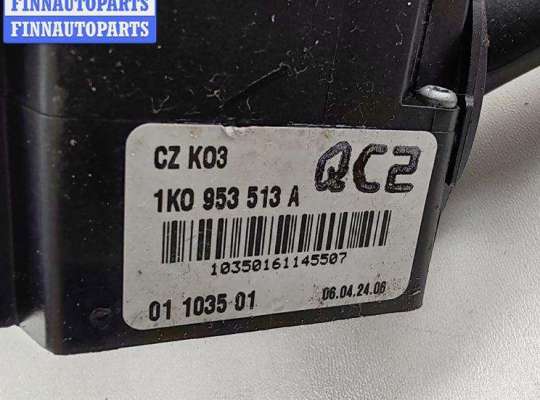 FINNAUTOPARTS
FINNAUTOPARTS
CZ K03
QC2
1K0 953 513 A
10350161145507
01 1035 01
06.04.24.06